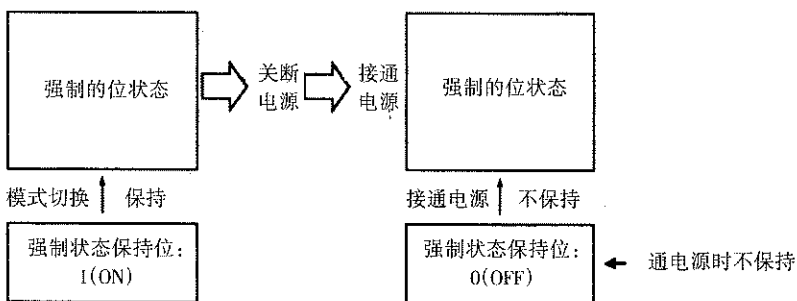 强制的位状态
关断
电源
接通
电源
强制的位状态
模式切换 保持
接通电源 不保持
强制状态保持位:
1(ON)
强制状态保持位:
0(OFF)
通电源时不保持